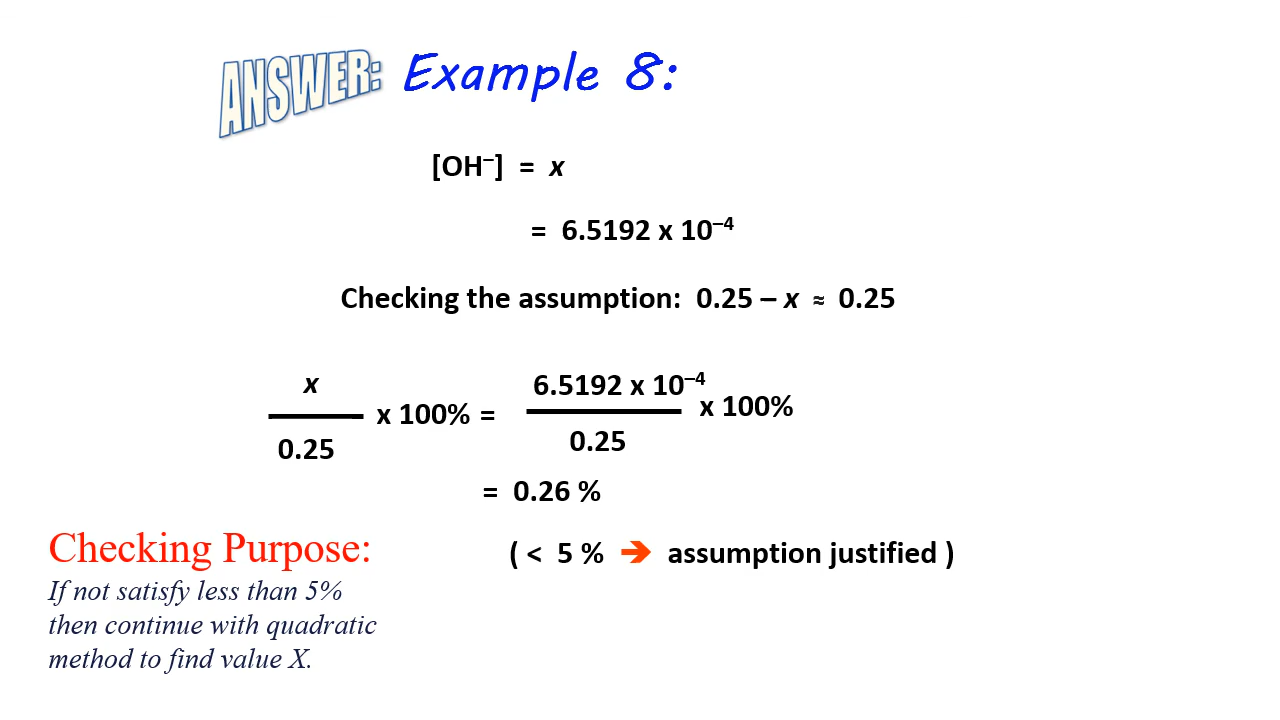 ANSWER: Example 8:
[OH⁻] = x
= 6.5192 x 10⁻⁴
Checking the assumption: 0.25 – x ≈ 0.25
x / 0.25 x 100% = 6.5192 x 10⁻⁴ / 0.25 x 100%
= 0.26 %
( < 5 % ➔ assumption justified )
Checking Purpose:
If not satisfy less than 5%
then continue with quadratic
method to find value X.